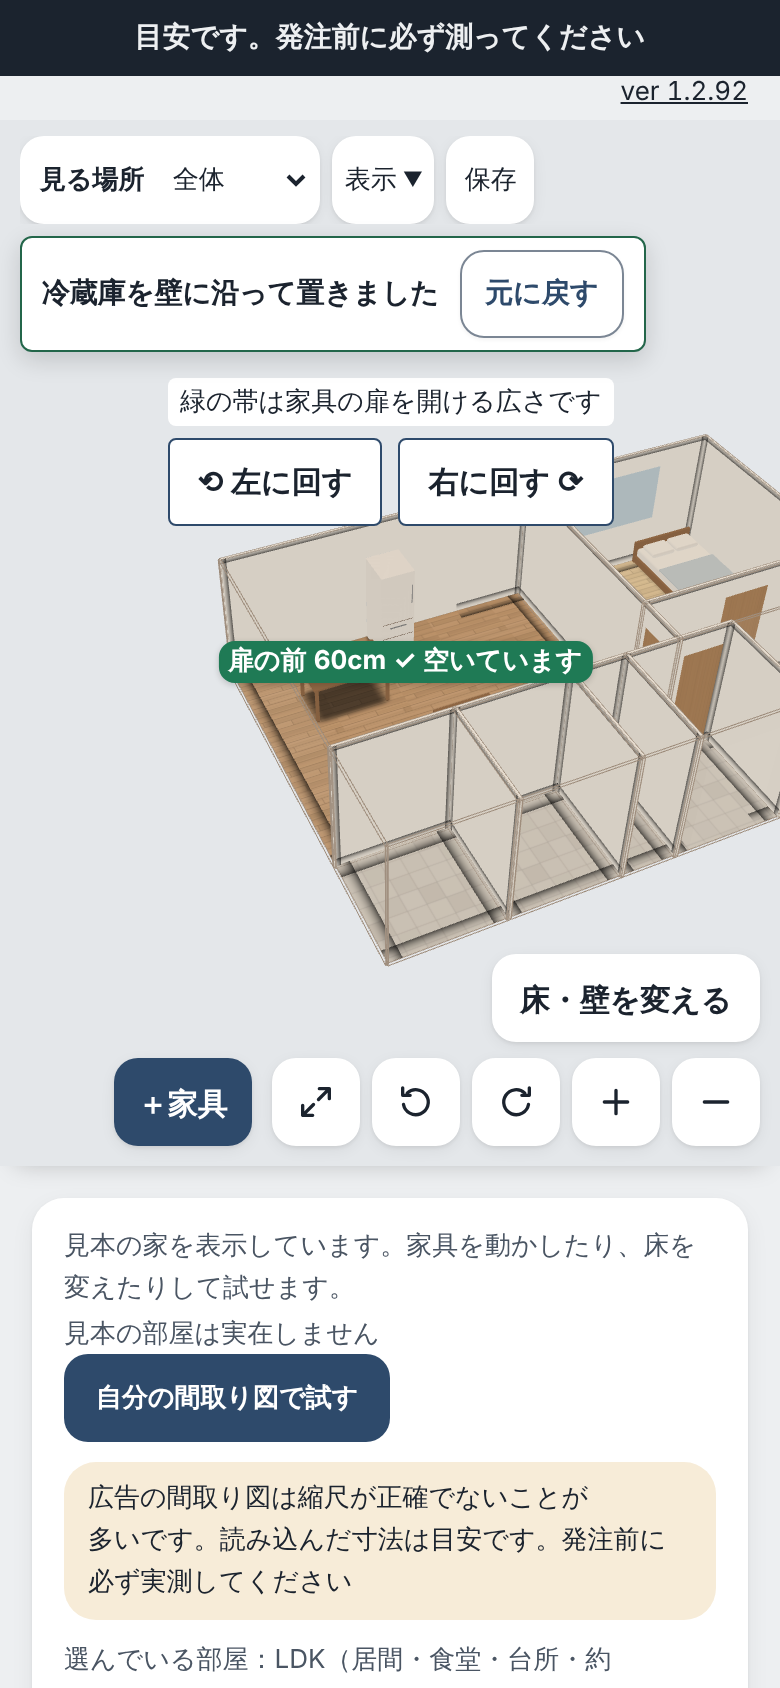 目安です。発注前に必ず測ってください
ver 1.2.92
見る場所 全体
表示 ▼
保存
冷蔵庫を壁に沿って置きました
元に戻す
緑の帯は家具の扉を開ける広さです
⟲ 左に回す
右に回す ⟳
扉の前 60cm ✓ 空いています
床・壁を変える
＋家具
見本の家を表示しています。家具を動かしたり、床を
変えたりして試せます。
見本の部屋は実在しません
自分の間取り図で試す
広告の間取り図は縮尺が正確でないことが
多いです。読み込んだ寸法は目安です。発注前に
必ず実測してください
選んでいる部屋：LDK（居間・食堂・台所・約